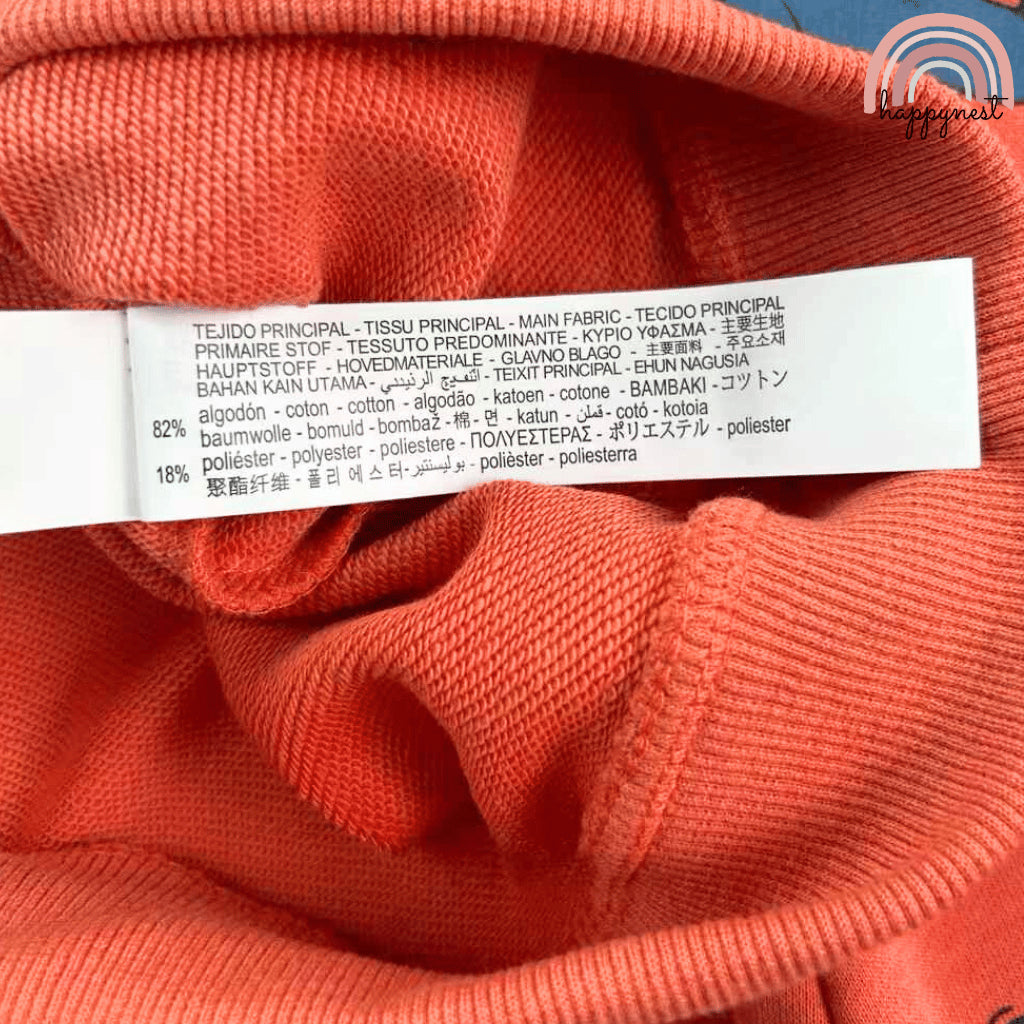 happynest
TEJIDO PRINCIPAL - TISSU PRINCIPAL - MAIN FABRIC - TECIDO PRINCIPAL
PRIMAIRE STOF - TESSUTO PREDOMINANTE - ΚΥΡΙΟ ΥΦΑΣΜΑ - 主要生地
HAUPTSTOFF - HOVEDMATERIALE - GLAVNO BLAGO - 主要面料 - 주요소재
BAHAN KAIN UTAMA - TEIXIT PRINCIPAL - EHUN NAGUSIA
82% algodón - coton - cotton - algodão - katoen - cotone - BAMBAKI - コットン
baumwolle - bomuld - bombaž - 棉 - 면 - katun - cotó - kotoia
18% poliéster - polyester - poliestere - ΠΟΛΥΕΣΤΕΡΑΣ - ポリエステル - poliester
聚酯纤维 - 폴리에스터 - polièster - poliesterra